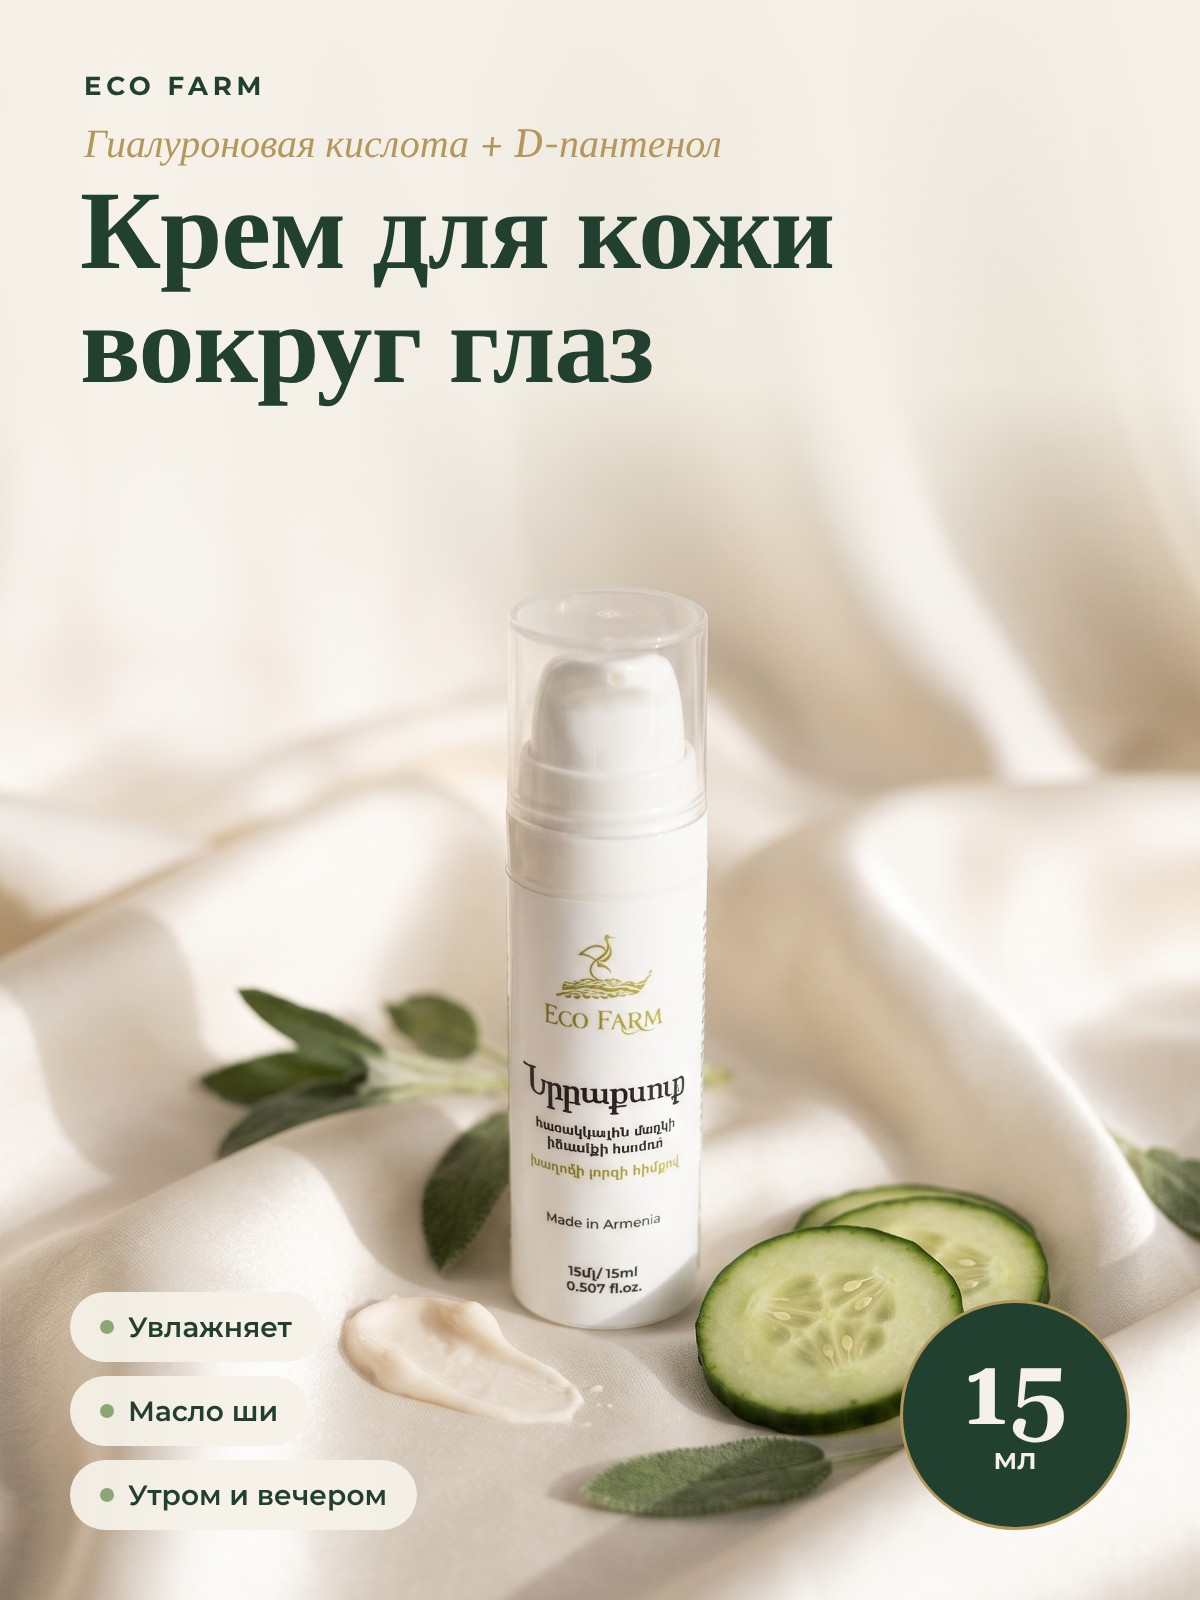 ECO FARM
Гиалуроновая кислота + D-пантенол
Крем для кожи
вокруг глаз
ECO FARM
հիմքով
Made in Armenia
15մլ/ 15ml
0.507 fl.oz.
Увлажняет
Масло ши
Утром и вечером
15
мл